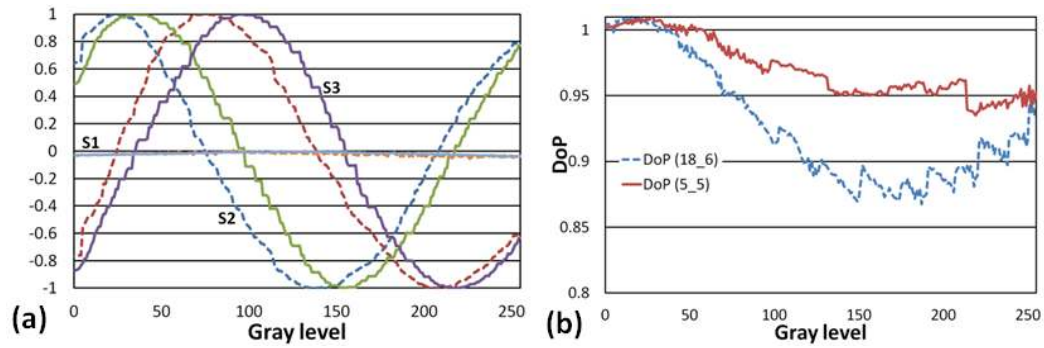 1
0.8
0.6
0.4
0.2
0
-0.2
-0.4
-0.6
-0.8
-1
S1
S2
S3
0 50 100 150 200 250
(a) Gray level
1
0.95
0.9
0.85
0.8
DoP
DoP (18_6)
DoP (5_5)
0 50 100 150 200 250
(b) Gray level